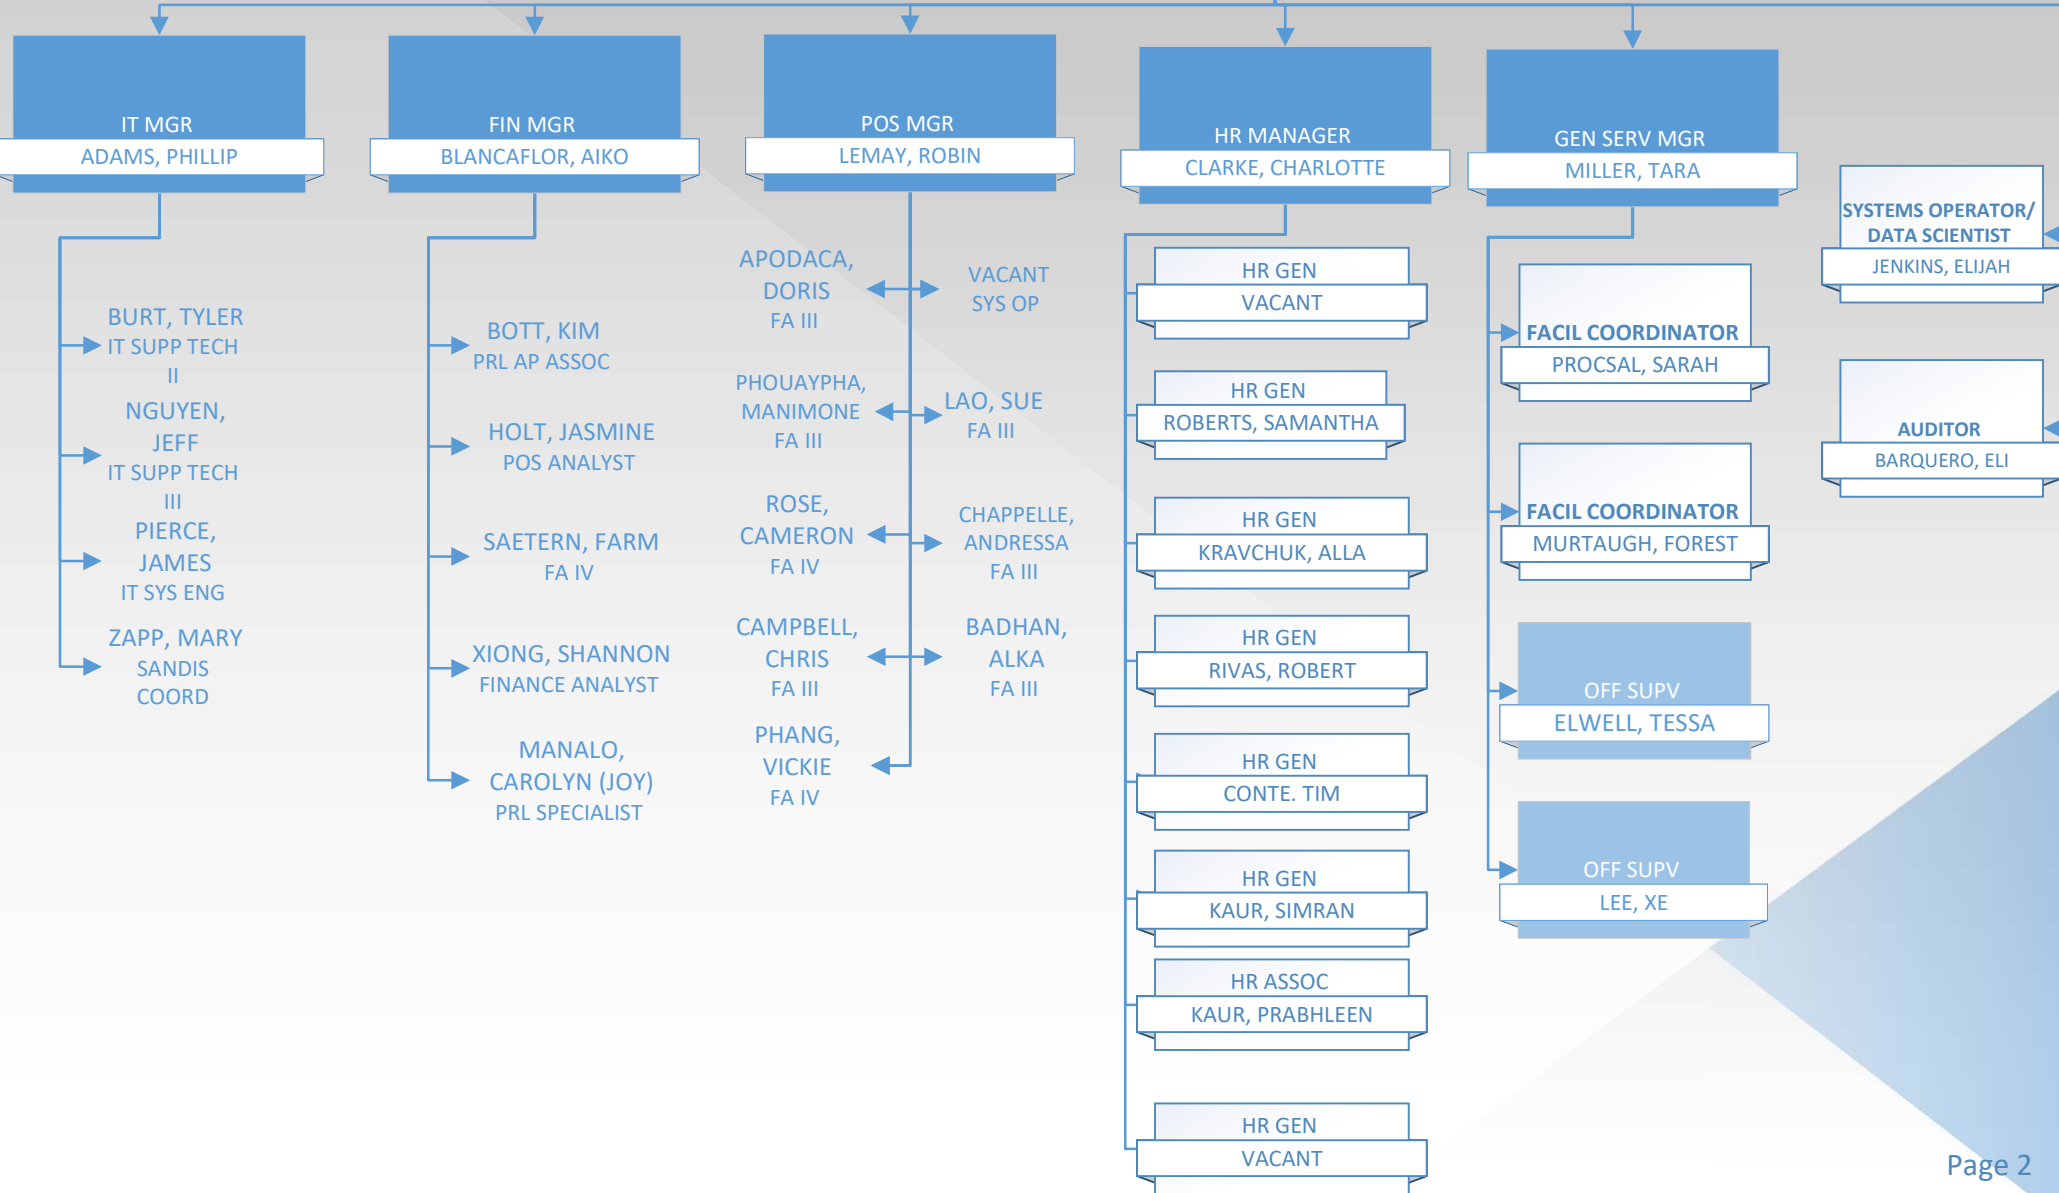 IT MGR
ADAMS, PHILLIP
BURT, TYLER
IT SUPP TECH
II
NGUYEN,
JEFF
IT SUPP TECH
III
PIERCE,
JAMES
IT SYS ENG
ZAPP, MARY
SANDIS
COORD
FIN MGR
BLANCAFLOR, AIKO
BOTT, KIM
PRL AP ASSOC
HOLT, JASMINE
POS ANALYST
SAETERN, FARM
FA IV
XIONG, SHANNON
FINANCE ANALYST
MANALO,
CAROLYN (JOY)
PRL SPECIALIST
POS MGR
LEMAY, ROBIN
APODACA,
DORIS
FA III
VACANT
SYS OP
PHOUAYPHA,
MANIMONE
FA III
LAO, SUE
FA III
ROSE,
CAMERON
FA IV
CHAPPELLE,
ANDRESSA
FA III
CAMPBELL,
CHRIS
FA III
BADHAN,
ALKA
FA III
PHANG,
VICKIE
FA IV
HR MANAGER
CLARKE, CHARLOTTE
HR GEN
VACANT
HR GEN
ROBERTS, SAMANTHA
HR GEN
KRAVCHUK, ALLA
HR GEN
RIVAS, ROBERT
HR GEN
CONTE. TIM
HR GEN
KAUR, SIMRAN
HR ASSOC
KAUR, PRABHLEEN
HR GEN
VACANT
GEN SERV MGR
MILLER, TARA
FACIL COORDINATOR
PROCSAL, SARAH
FACIL COORDINATOR
MURTAUGH, FOREST
OFF SUPV
ELWELL, TESSA
OFF SUPV
LEE, XE
SYSTEMS OPERATOR/
DATA SCIENTIST
JENKINS, ELIJAH
AUDITOR
BARQUERO, ELI
Page 2